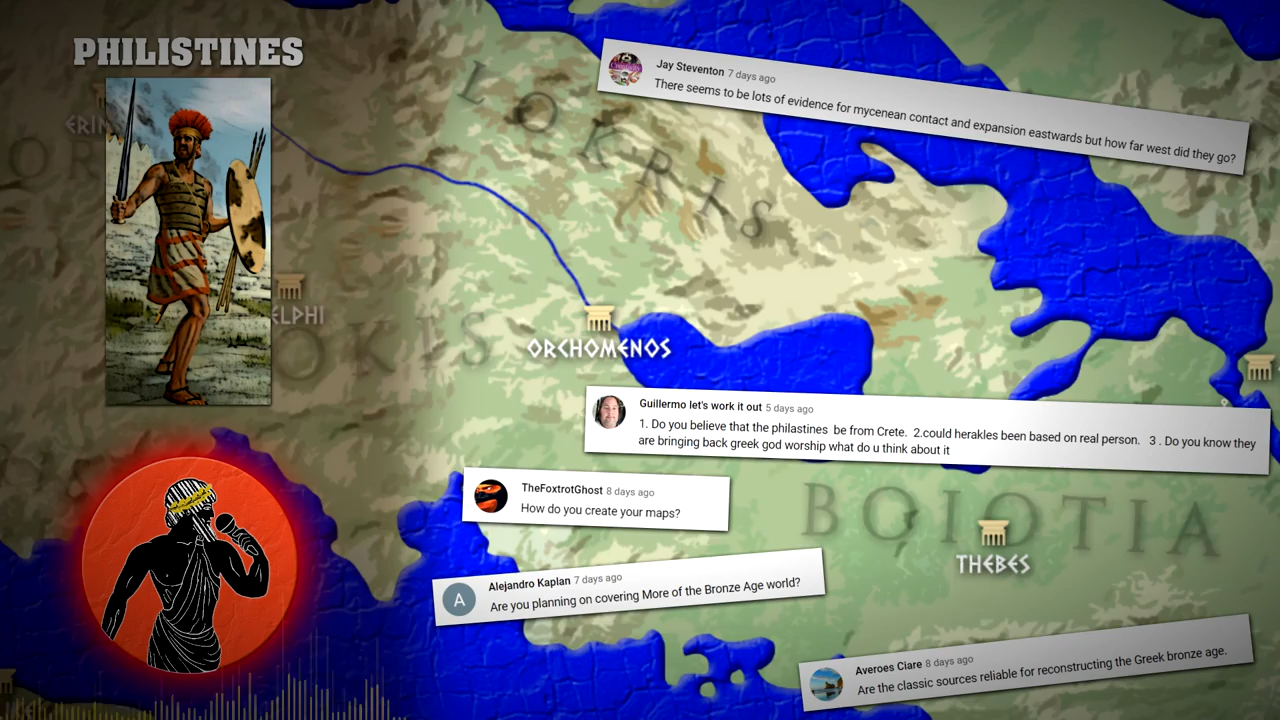 PHILISTINES
LOKRIS
Jay Steventon 7 days ago
There seems to be lots of evidence for mycenean contact and expansion eastwards but how far west did they go?
ELPHI
OKIS
ORCHOMENOS
Guillermo let's work it out 5 days ago
1. Do you believe that the philastines be from Crete. 2.could herakles been based on real person. 3 . Do you know they
are bringing back greek god worship what do u think about it
TheFoxtrotGhost 8 days ago
How do you create your maps?
BOIOTIA
THEBES
A
Alejandro Kaplan 7 days ago
Are you planning on covering More of the Bronze Age world?
Averoes Ciare 8 days ago
Are the classic sources reliable for reconstructing the Greek bronze age.